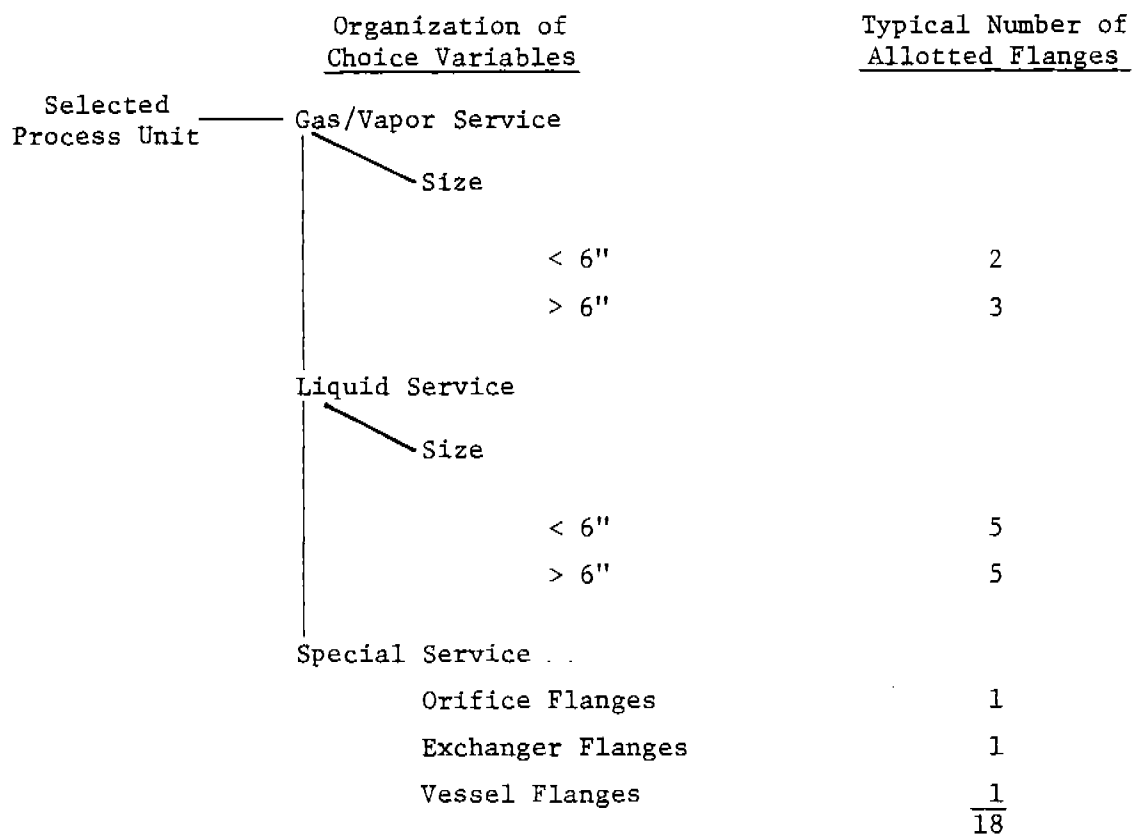 Organization of Typical Number of
Choice Variables Allotted Flanges
Selected
Process Unit Gas/Vapor Service
Size
< 6" 2
> 6" 3
Liquid Service
Size
< 6" 5
> 6" 5
Special Service
Orifice Flanges 1
Exchanger Flanges 1
Vessel Flanges 1
18